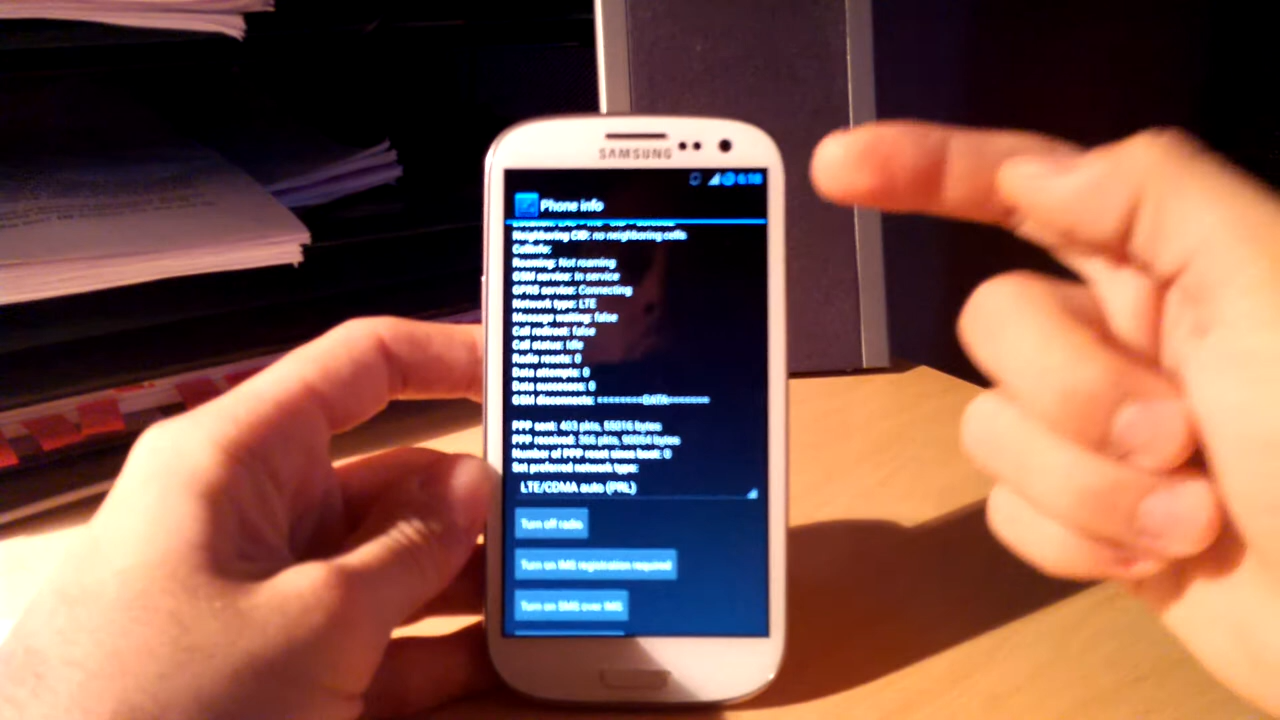 SAMSUNG
6:58
Phone info
Neighboring CID: no neighboring cells
CellInfo:
Roaming: Not roaming
GSM service: In service
GPRS service: Connecting
Network type: LTE
Message waiting: false
Call redirect: false
Call status: Idle
Radio resets: 0
Data attempts: 0
Data successes: 0
GSM disconnects: ********DATA********
PPP sent: 403 pkts, 55016 bytes
PPP received: 366 pkts, 90064 bytes
Number of PPP reset since boot: 0
Set preferred network type:
LTE/CDMA auto (PRL)
Turn off radio
Turn on IMS registration required
Turn on SMS over IMS